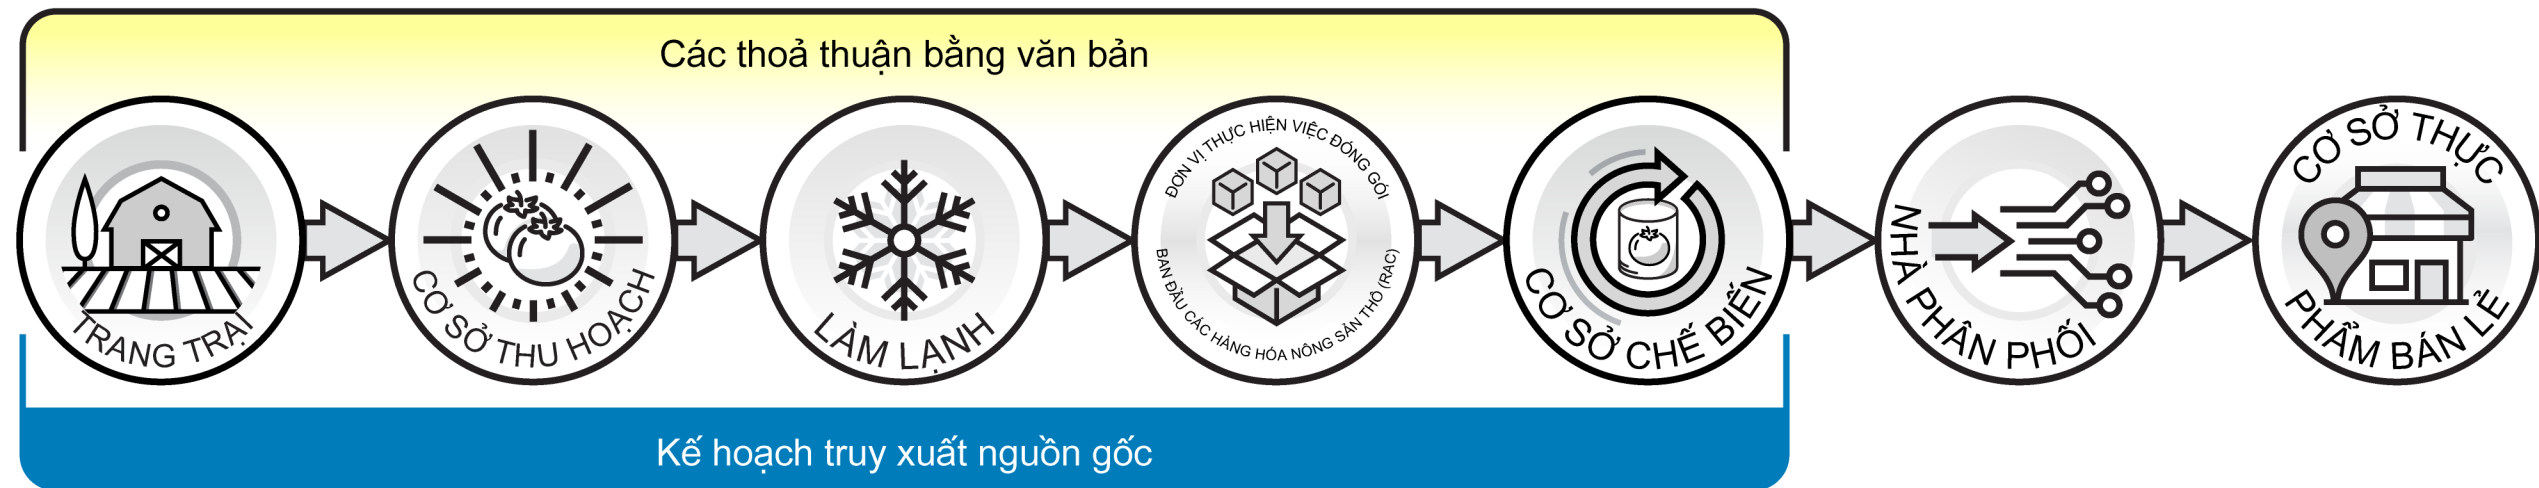 Các thoả thuận bằng văn bản
TRANG TRẠI
CƠ SỞ THU HOẠCH
LÀM LẠNH
ĐƠN VỊ THỰC HIỆN VIỆC ĐÓNG GÓI
BAN ĐẦU CÁC HÀNG HÓA NÔNG SẢN THÔ (RAC)
CƠ SỞ CHẾ BIẾN
NHÀ PHÂN PHỐI
CƠ SỞ THỰC
PHẨM BÁN LẺ
Kế hoạch truy xuất nguồn gốc